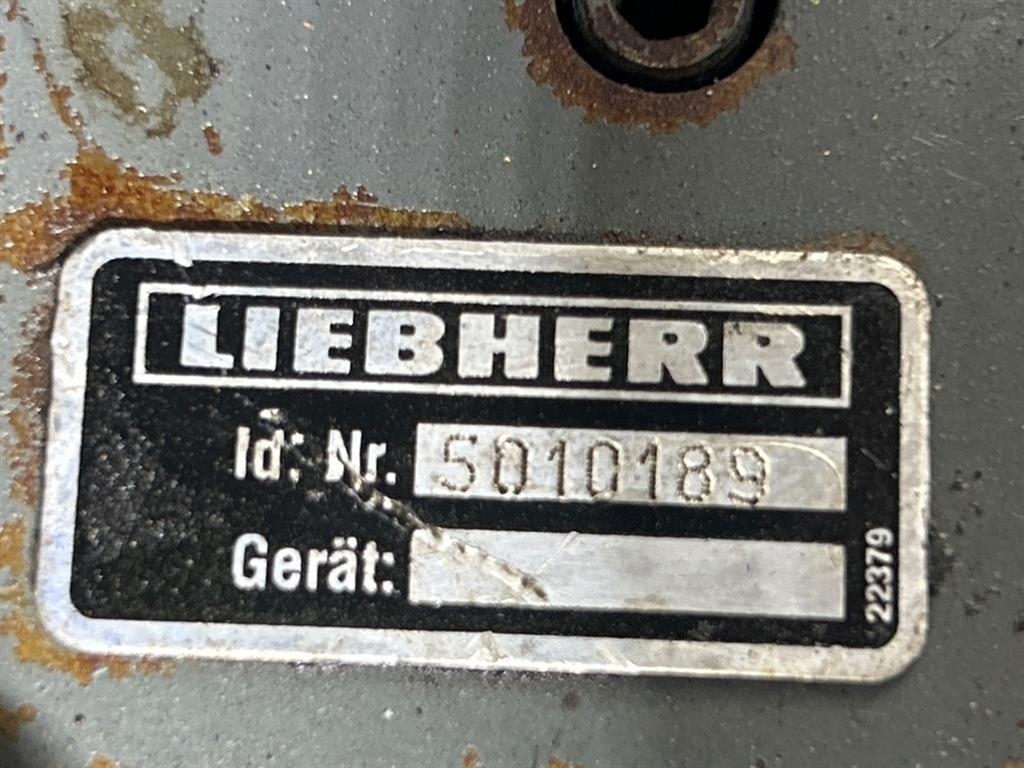 LIEBHERR
Id: Nr. 5010189
Gerät:
22379